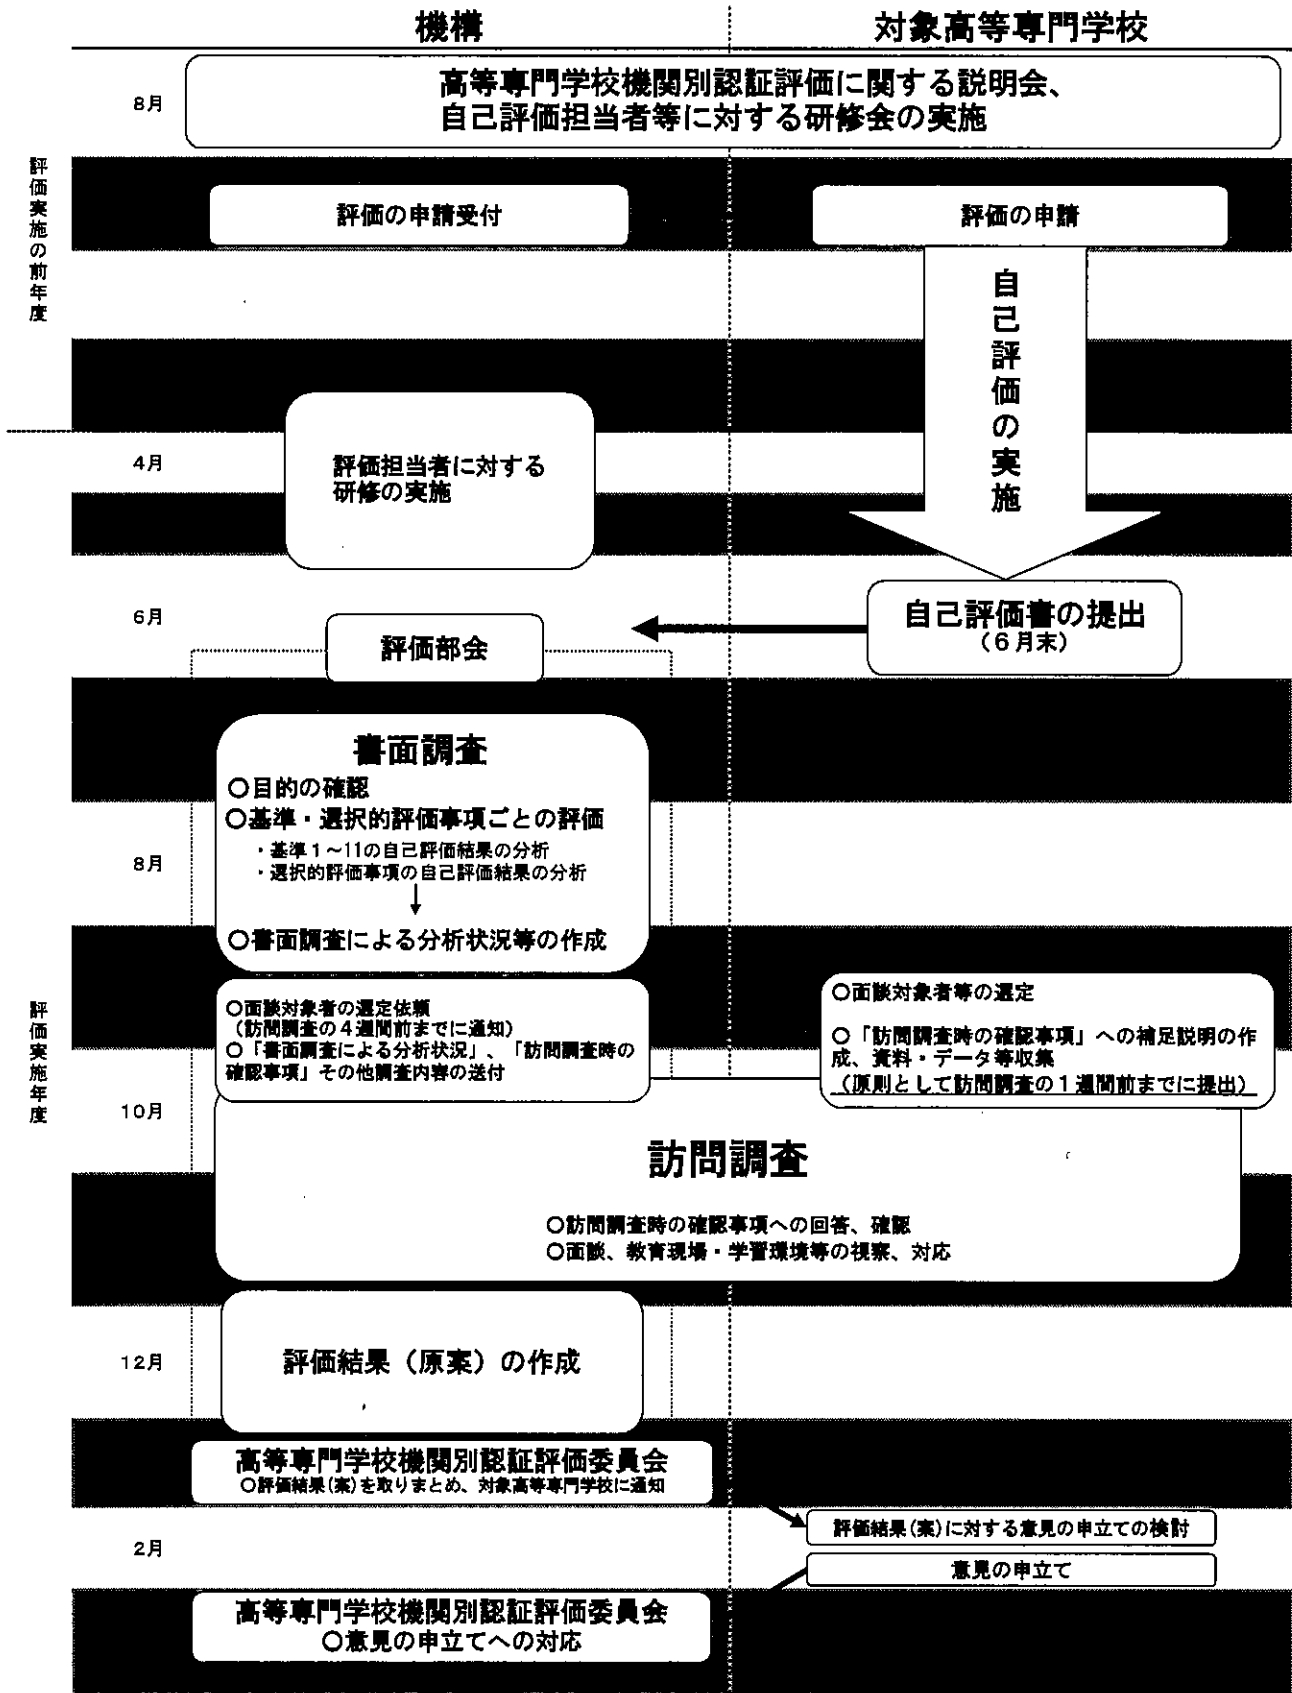 機構
対象高等専門学校
8月
高等専門学校機関別認証評価に関する説明会、
自己評価担当者等に対する研修会の実施
評価実施の前年度
評価の申請受付
評価の申請
自己評価の実施
4月
評価担当者に対する
研修の実施
6月
自己評価書の提出
(6月末)
評価部会
書面調査
○目的の確認
○基準・選択的評価事項ごとの評価
・基準1~11の自己評価結果の分析
・選択的評価事項の自己評価結果の分析
8月
○書面調査による分析状況等の作成
評価実施年度
○面談対象者の選定依頼
(訪問調査の4週間前までに通知)
○「書面調査による分析状況」、「訪問調査時の
確認事項」その他調査内容の送付
○面談対象者等の選定
○「訪問調査時の確認事項」への補足説明の作
成、資料・データ等収集
(原則として訪問調査の1週間前までに提出)
10月
訪問調査
○訪問調査時の確認事項への回答、確認
○面談、教育現場・学習環境等の視察、対応
12月
評価結果(原案)の作成
高等専門学校機関別認証評価委員会
○評価結果(案)を取りまとめ、対象高等専門学校に通知
評価結果(案)に対する意見の申立ての検討
2月
意見の申立て
高等専門学校機関別認証評価委員会
○意見の申立てへの対応